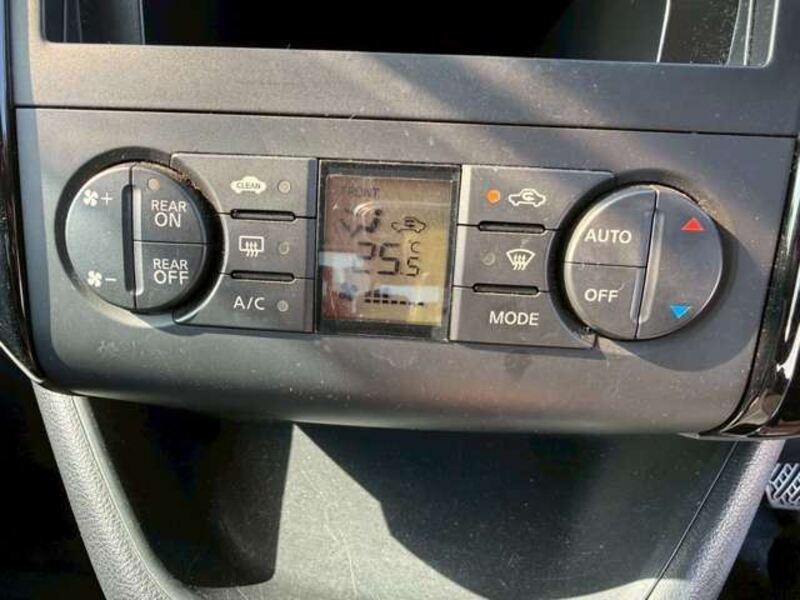 +
-
REAR
ON
REAR
OFF
CLEAN
A/C
FRONT
25.5
°C
MODE
AUTO
OFF